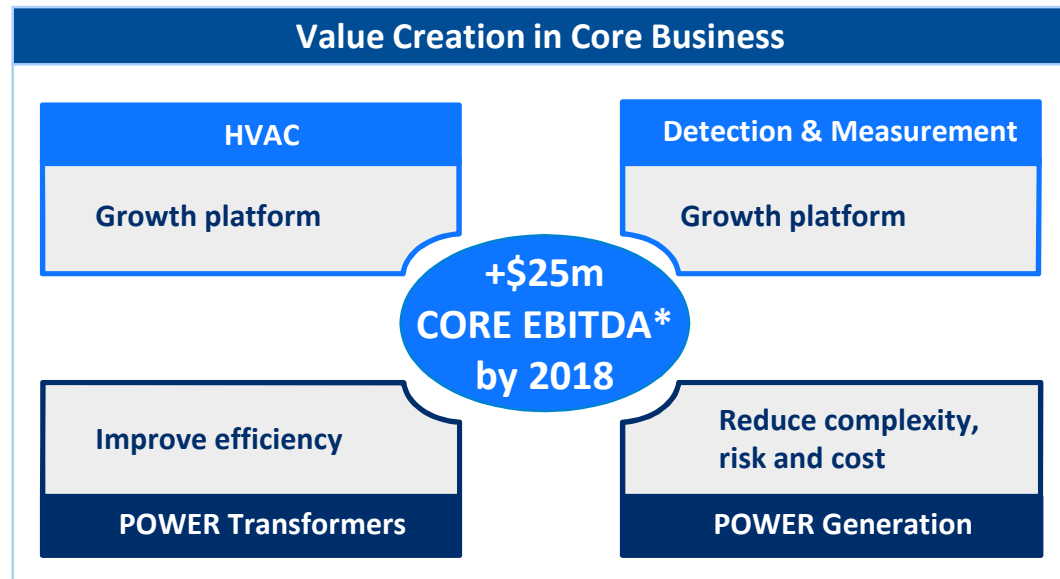 Value Creation in Core Business
HVAC
Growth platform
Detection & Measurement
Growth platform
+$25m
CORE EBITDA*
by 2018
Improve efficiency
POWER Transformers
Reduce complexity,
risk and cost
POWER Generation